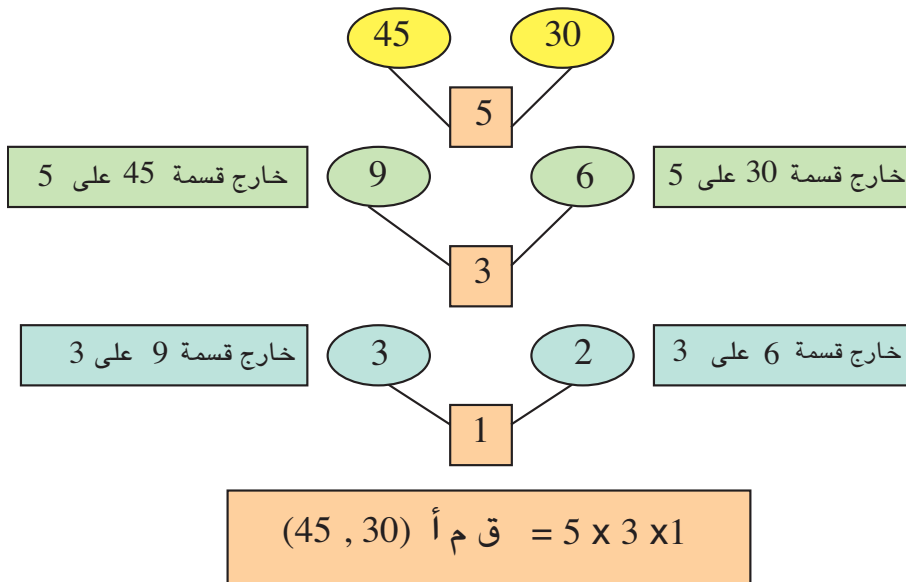 45 30
5
خارج قسمة 45 على 5
9 6
خارج قسمة 30 على 5
3
خارج قسمة 9 على 3
3 2
خارج قسمة 6 على 3
1
(45 , 30) ق م أ = 5 x 3 x1